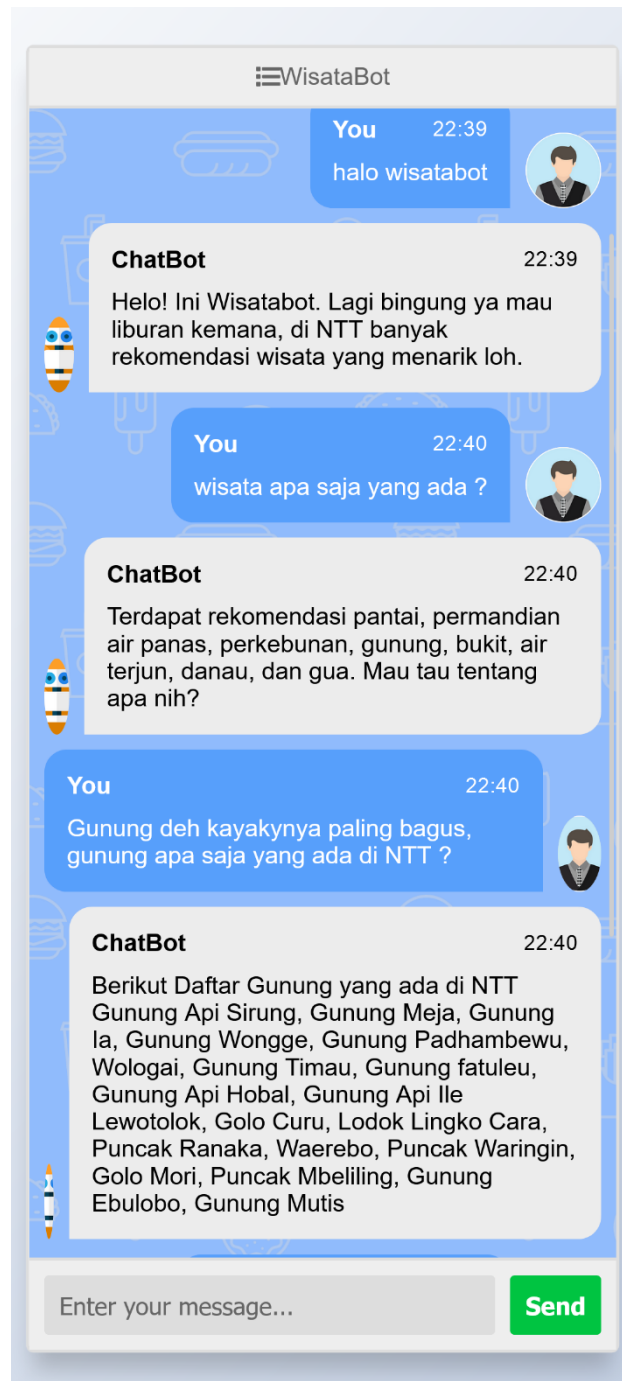 WisataBot
You 22:39
halo wisatabot
ChatBot 22:39
Helo! Ini Wisatabot. Lagi bingung ya mau
liburan kemana, di NTT banyak
rekomendasi wisata yang menarik loh.
You 22:40
wisata apa saja yang ada ?
ChatBot 22:40
Terdapat rekomendasi pantai, permandian
air panas, perkebunan, gunung, bukit, air
terjun, danau, dan gua. Mau tau tentang
apa nih?
You 22:40
Gunung deh kayakynya paling bagus,
gunung apa saja yang ada di NTT ?
ChatBot 22:40
Berikut Daftar Gunung yang ada di NTT
Gunung Api Sirung, Gunung Meja, Gunung
Ia, Gunung Wongge, Gunung Padhambewu,
Wologai, Gunung Timau, Gunung fatuleu,
Gunung Api Hobal, Gunung Api Ile
Lewotolok, Golo Curu, Lodok Lingko Cara,
Puncak Ranaka, Waerebo, Puncak Waringin,
Golo Mori, Puncak Mbeliling, Gunung
Ebulobo, Gunung Mutis
Enter your message...
Send